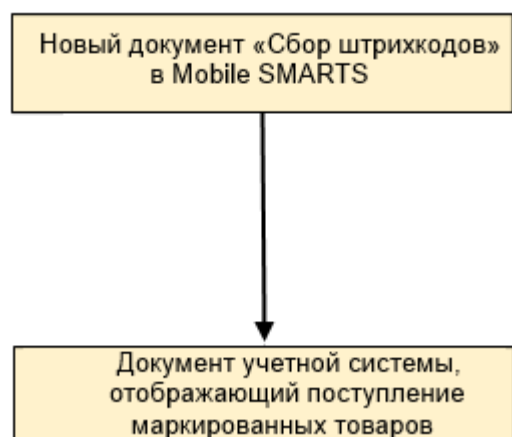 Новый документ «Сбор штрихкодов»
в Mobile SMARTS
Документ учетной системы,
отображающий поступление
маркированных товаров